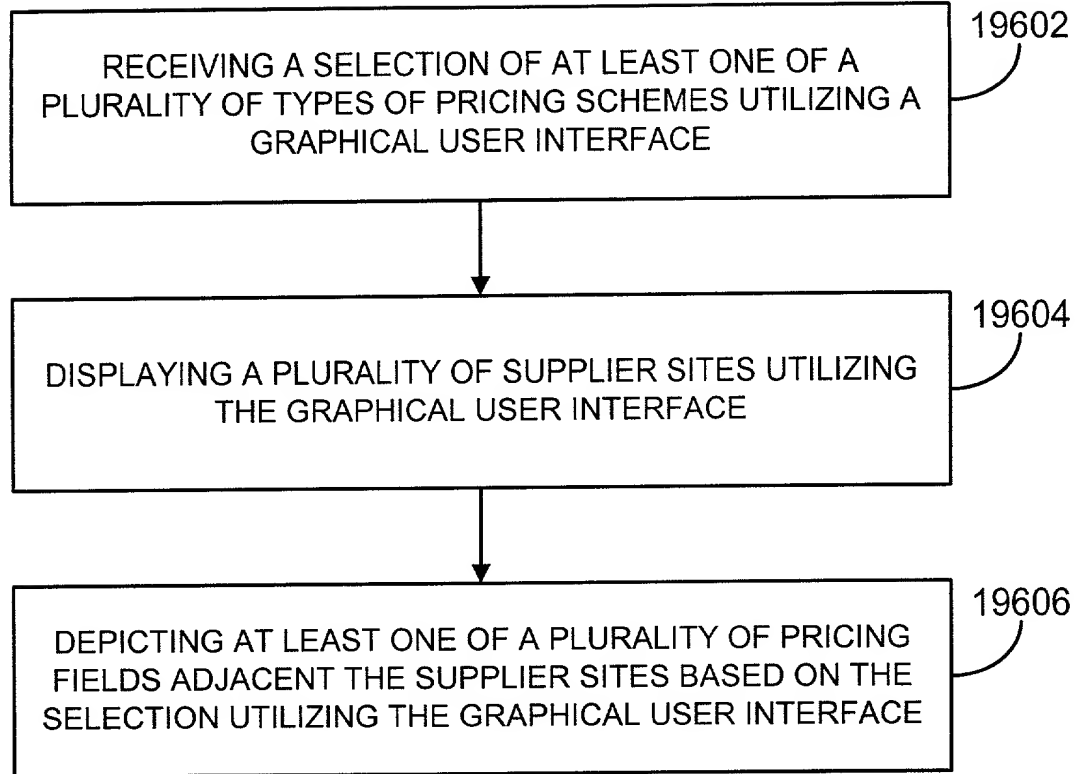 19602
RECEIVING A SELECTION OF AT LEAST ONE OF A
PLURALITY OF TYPES OF PRICING SCHEMES UTILIZING A
GRAPHICAL USER INTERFACE
19604
DISPLAYING A PLURALITY OF SUPPLIER SITES UTILIZING
THE GRAPHICAL USER INTERFACE
19606
DEPICTING AT LEAST ONE OF A PLURALITY OF PRICING
FIELDS ADJACENT THE SUPPLIER SITES BASED ON THE
SELECTION UTILIZING THE GRAPHICAL USER INTERFACE